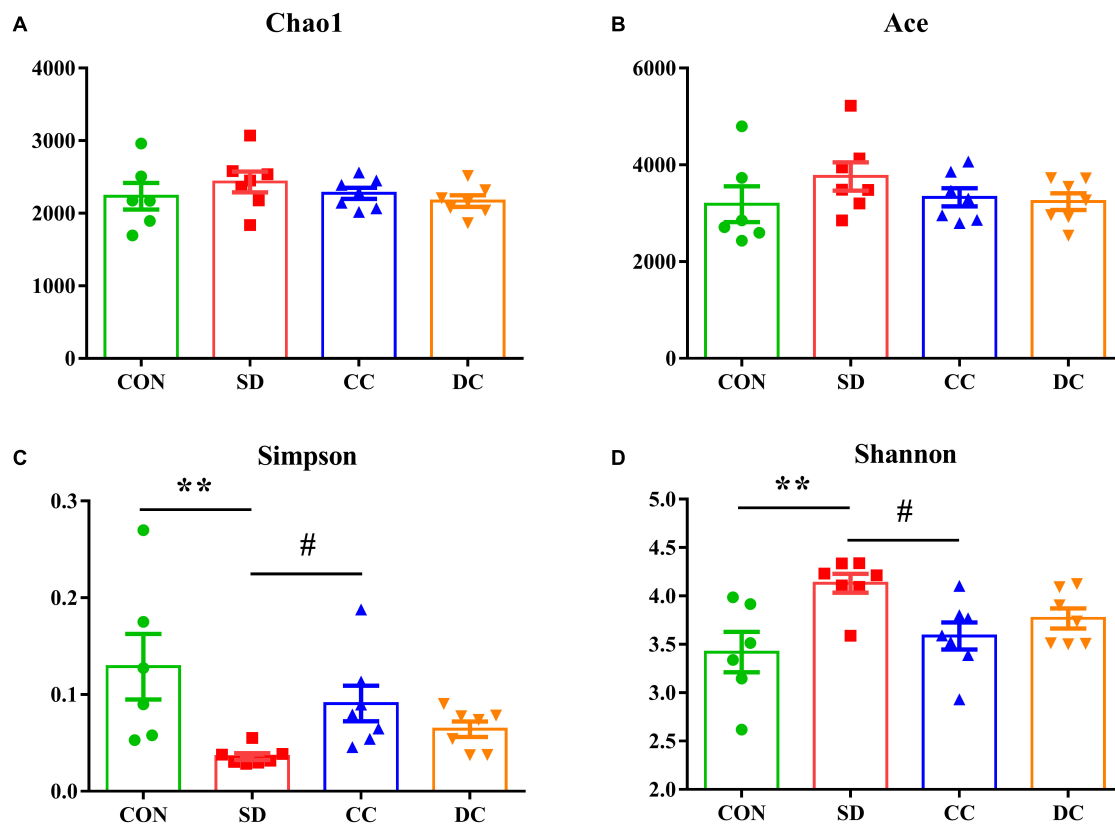 A
Chao1
4000
3000
2000
1000
0
CON SD CC DC
B
Ace
6000
4000
2000
0
CON SD CC DC
C
Simpson
0.3
0.2
0.1
0.0
**
#
CON SD CC DC
D
Shannon
5.0
4.5
4.0
3.5
3.0
2.5
2.0
**
#
CON SD CC DC